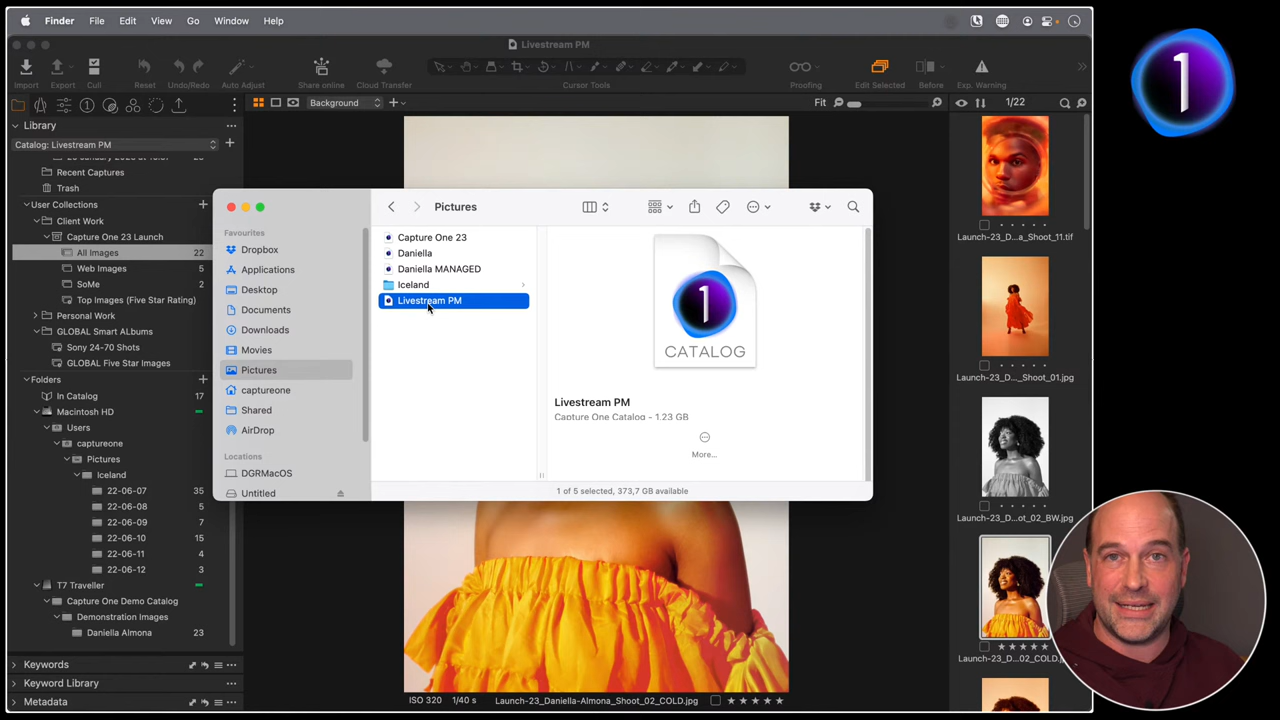 Finder File Edit View Go Window Help
Livestream PM
Import Export Cull Reset Undo/Redo Auto Adjust Share online Cloud Transfer Cursor Tools Proofing Edit Selected Before Exp. Warning
Background Fit 1/22
Library
Catalog: Livestream PM
Recent Captures
Trash
User Collections
Client Work
Capture One 23 Launch
All Images 22
Web Images 5
SoMe 2
Top Images (Five Star Rating)
Personal Work
GLOBAL Smart ALbums
Sony 24-70 Shots
GLOBAL Five Star Images
Folders
In Catalog 17
Macintosh HD
Users
captureone
Pictures
Iceland
22-06-07 35
22-06-08 5
22-06-09 7
22-06-10 15
22-06-11 4
22-06-12 3
T7 Traveller
Capture One Demo Catalog
Demonstration Images
Daniella Almona 23
Keywords
Keyword Library
Metadata
Pictures
Favourites
Dropbox
Applications
Desktop
Documents
Downloads
Movies
Pictures
captureone
Shared
AirDrop
Locations
DGRMacOS
Untitled
Capture One 23
Daniella
Daniella MANAGED
Iceland
Livestream PM
1
CATALOG
Livestream PM
Capture One Catalog - 1.23 GB
More...
1 of 5 selected, 373,7 GB available
ISO 320 1/40 s Launch-23_Daniella-Almona_Shoot_02_COLD.jpg
Launch-23_D...a_Shoot_11.tif
Launch-23_D..._Shoot_01.jpg
Launch-23_D...ot_02_BW.jpg
Launch-23_D...02_COLD.j
1